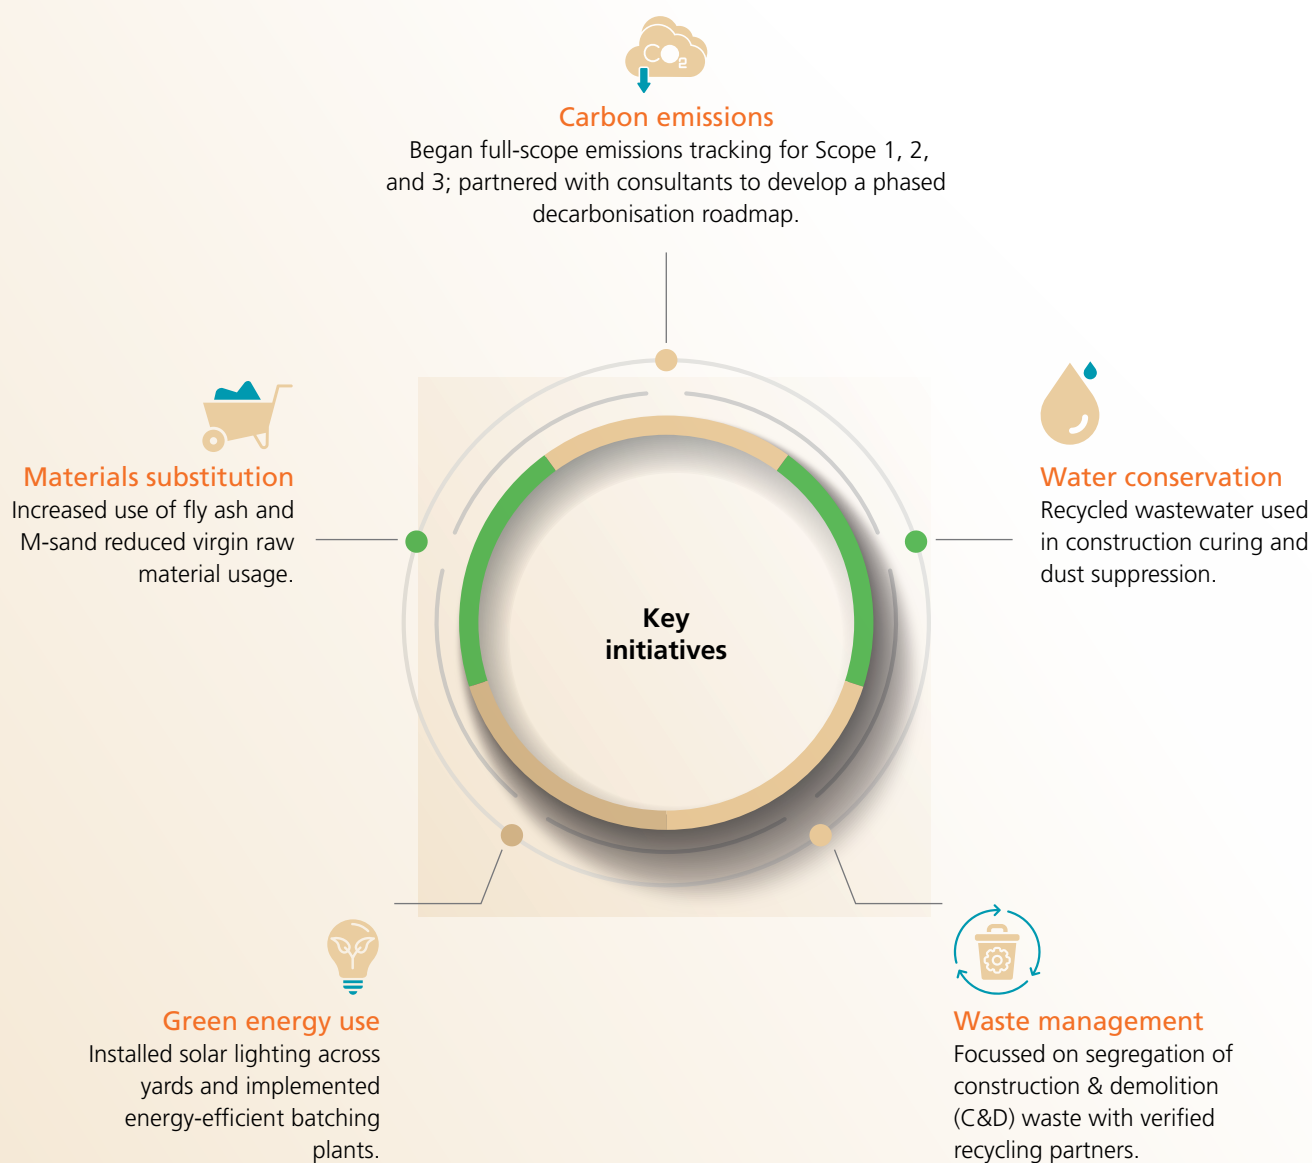 CO2
Carbon emissions
Began full-scope emissions tracking for Scope 1, 2,
and 3; partnered with consultants to develop a phased
decarbonisation roadmap.
Materials substitution
Increased use of fly ash and
M-sand reduced virgin raw
material usage.
Water conservation
Recycled wastewater used
in construction curing and
dust suppression.
Key
initiatives
Green energy use
Installed solar lighting across
yards and implemented
energy-efficient batching
plants.
Waste management
Focussed on segregation of
construction & demolition
(C&D) waste with verified
recycling partners.